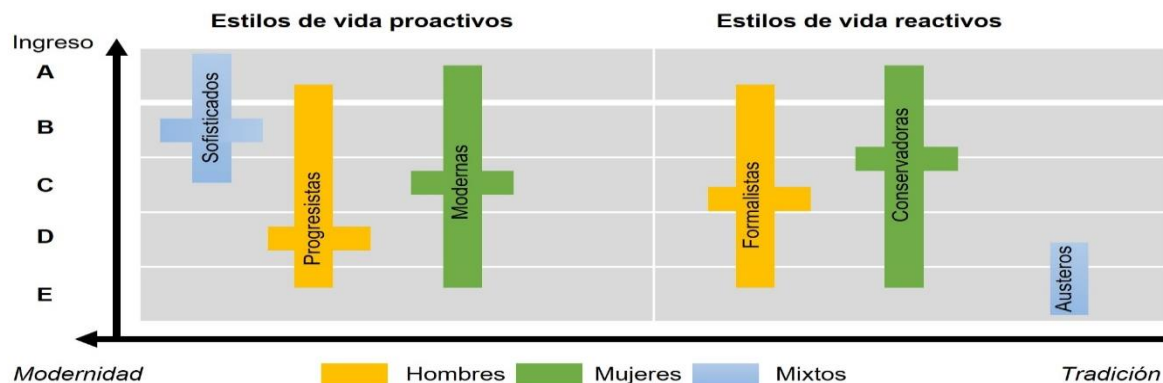 Estilos de vida proactivos
Estilos de vida reactivos
Ingreso
A
B
C
D
E
Sofisticados
Progresistas
Modernas
Formalistas
Conservadoras
Austeros
Modernidad
Hombres
Mujeres
Mixtos
Tradición